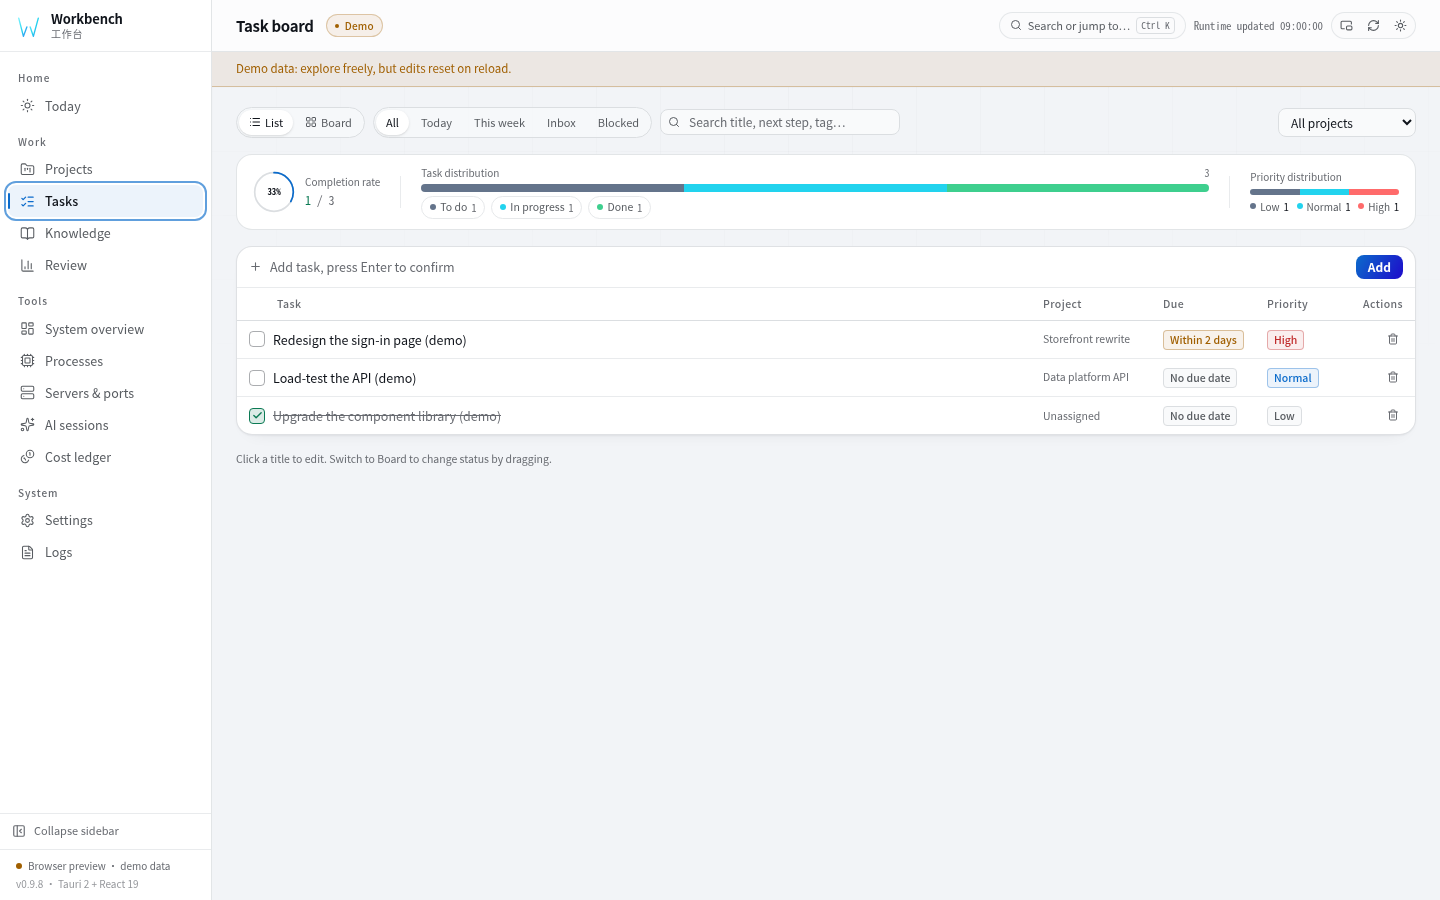 Workbench
工作台
Home
Today
Work
Projects
Tasks
Knowledge
Review
Tools
System overview
Processes
Servers & ports
AI sessions
Cost ledger
System
Settings
Logs
Collapse sidebar
Browser preview · demo data
v0.9.8 · Tauri 2 + React 19
Task board
Demo
Search or jump to… Ctrl K
Runtime updated 09:00:00
Demo data: explore freely, but edits reset on reload.
List Board
All Today This week Inbox Blocked
Search title, next step, tag…
All projects
33%
Completion rate
1 / 3
Task distribution 3
To do 1 In progress 1 Done 1
Priority distribution
Low 1 Normal 1 High 1
Add task, press Enter to confirm Add
Task Project Due Priority Actions
Redesign the sign-in page (demo) Storefront rewrite Within 2 days High
Load-test the API (demo) Data platform API No due date Normal
Upgrade the component library (demo) Unassigned No due date Low
Click a title to edit. Switch to Board to change status by dragging.